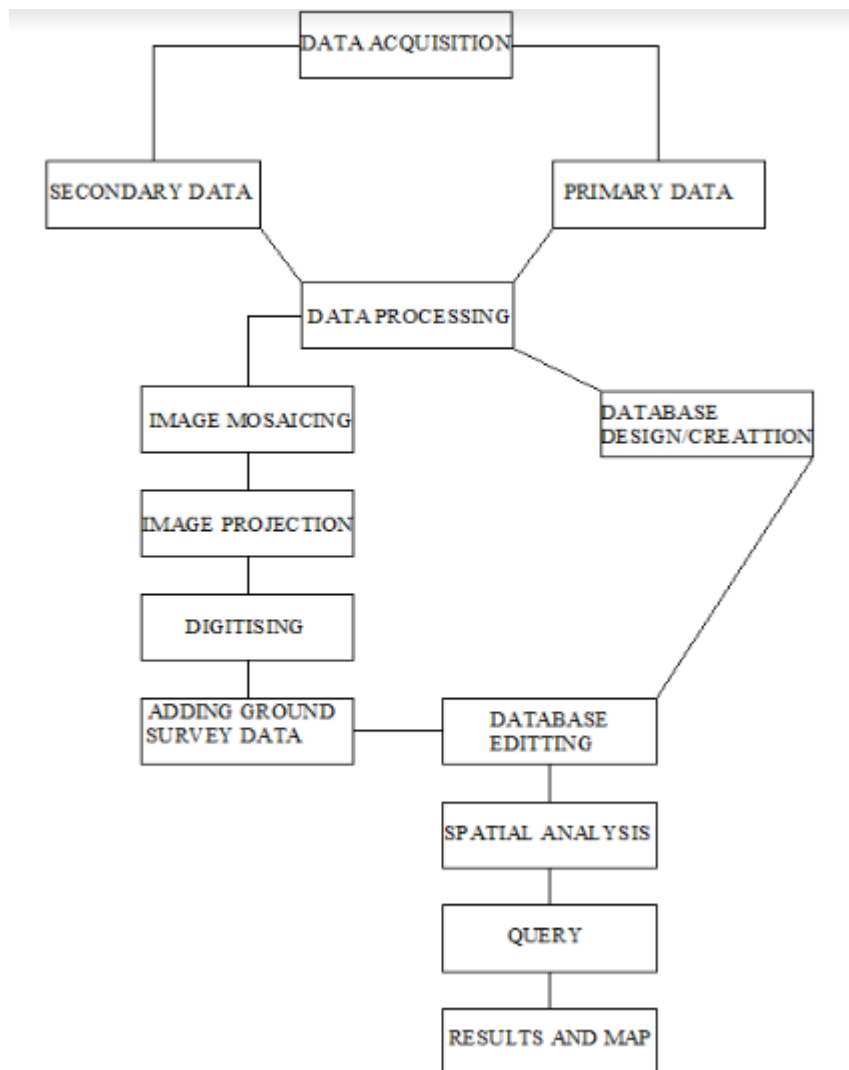 DATA ACQUISITION
SECONDARY DATA
PRIMARY DATA
DATA PROCESSING
IMAGE MOSAICING
DATABASE
DESIGN/CREATTION
IMAGE PROJECTION
DIGITISING
ADDING GROUND
SURVEY DATA
DATABASE
EDITTING
SPATIAL ANALYSIS
QUERY
RESULTS AND MAP